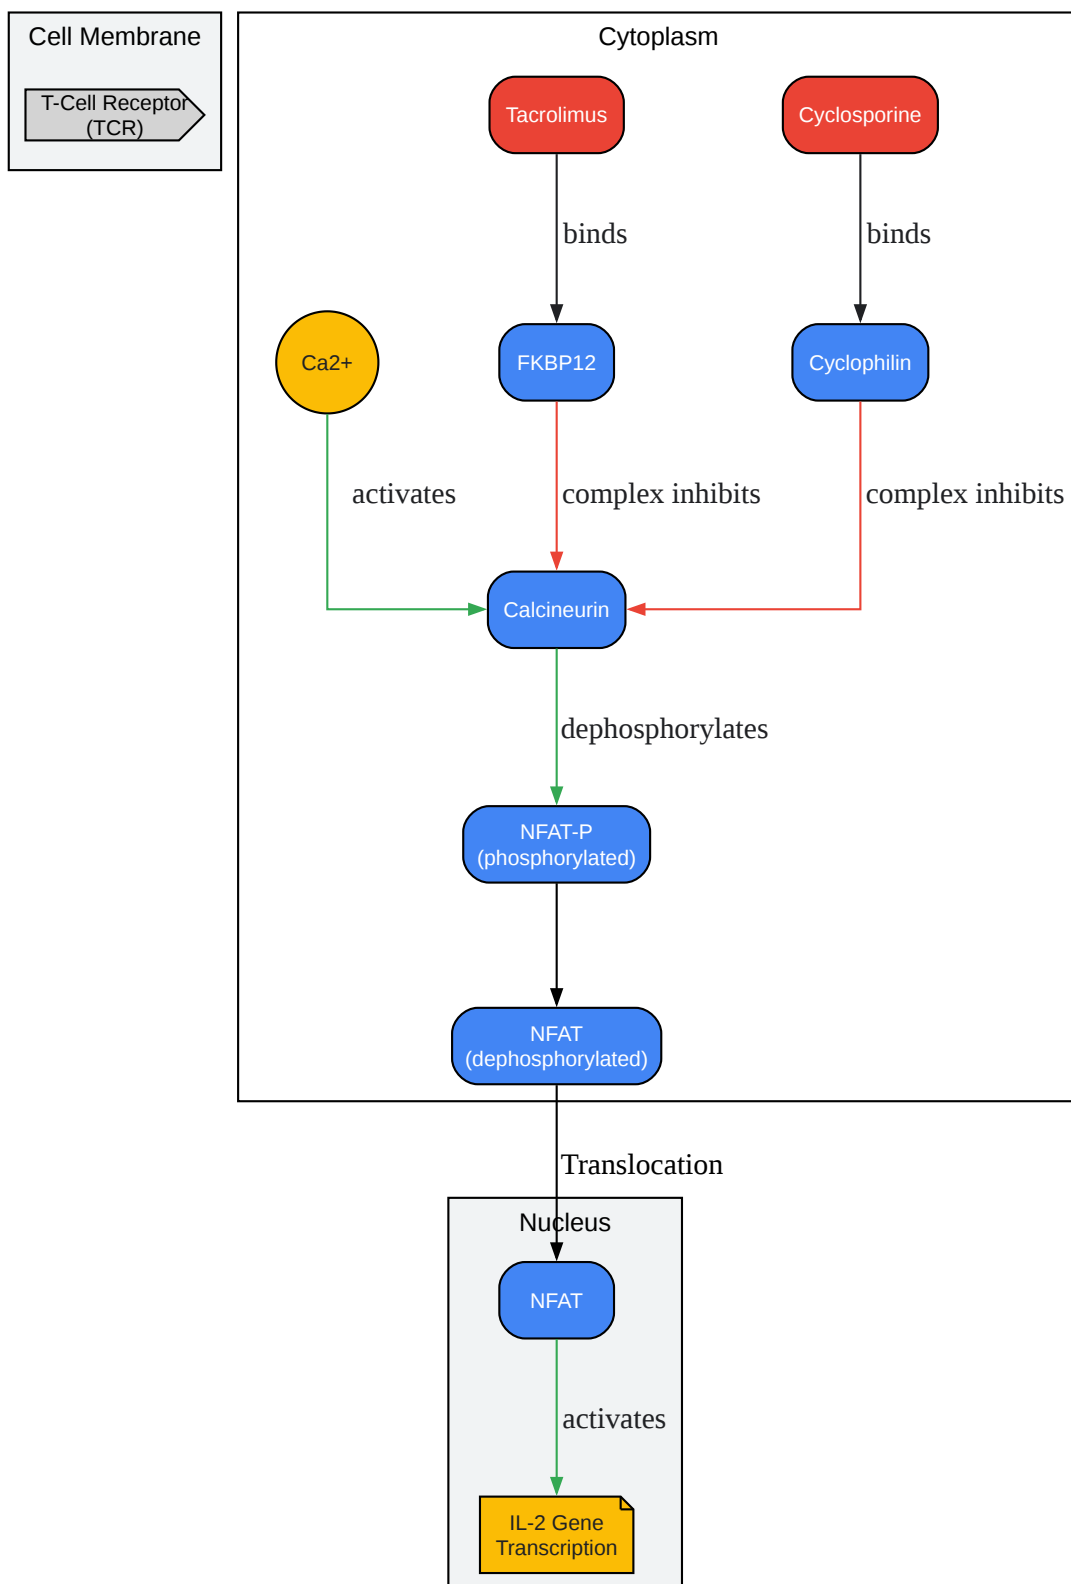 Cell Membrane
T-Cell Receptor
(TCR)
Cytoplasm
Tacrolimus
Cyclosporine
binds
binds
Ca2+
FKBP12
Cyclophilin
activates
complex inhibits
complex inhibits
Calcineurin
dephosphorylates
NFAT-P
(phosphorylated)
NFAT
(dephosphorylated)
Translocation
Nucleus
NFAT
activates
IL-2 Gene
Transcription